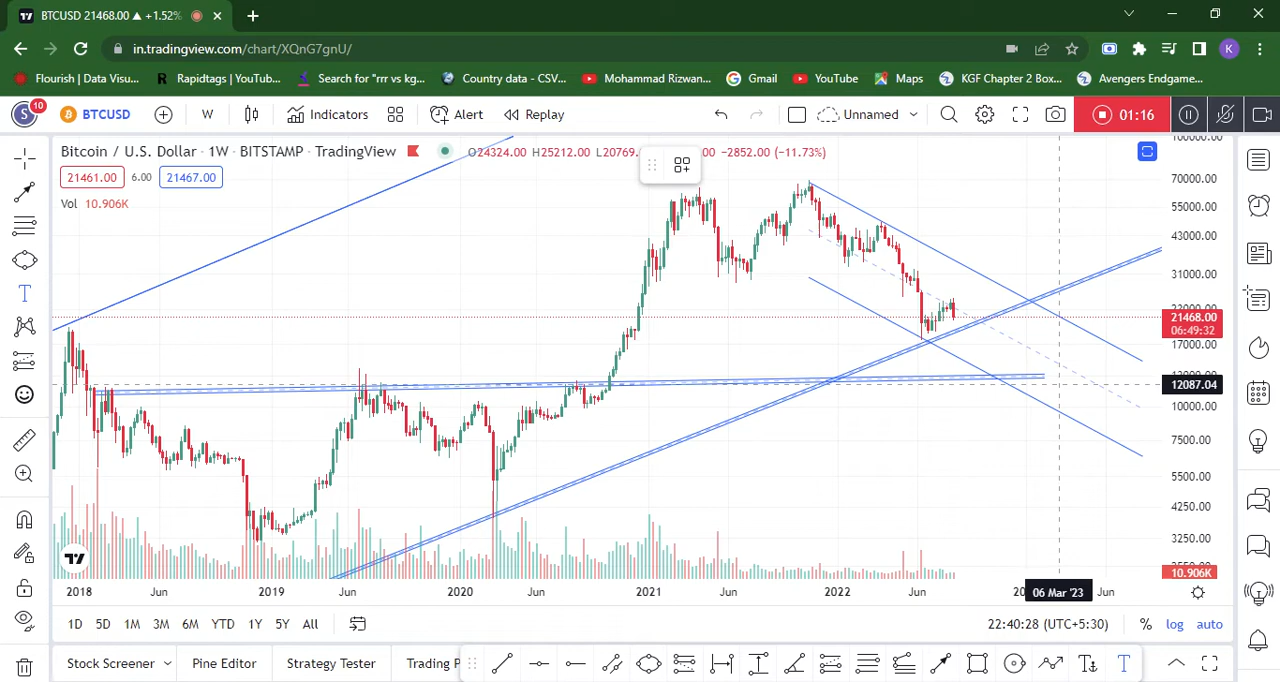 BTCUSD 21468.00 ▲ +1.52%
in.tradingview.com/chart/XQnG7gnU/
K
Flourish | Data Visu...
Rapidtags | YouTub...
Search for "rrr vs kg...
Country data - CSV...
Mohammad Rizwan...
Gmail
YouTube
Maps
KGF Chapter 2 Box...
Avengers Endgame...
S 10
BTCUSD
W
Indicators
Alert
Replay
Unnamed
01:16
Bitcoin / U.S. Dollar · 1W · BITSTAMP · TradingView
O24324.00 H25212.00 L20769. .00 −2852.00 (−11.73%)
21461.00 6.00 21467.00
Vol 10.906K
70000.00
55000.00
43000.00
31000.00
22000.00
21468.00
06:49:32
17000.00
12087.04
10000.00
7500.00
5500.00
4250.00
3250.00
10.906K
2018 Jun 2019 Jun 2020 Jun 2021 Jun 2022 Jun 06 Mar '23 Jun
1D 5D 1M 3M 6M YTD 1Y 5Y All
22:40:28 (UTC+5:30) % log auto
Stock Screener Pine Editor Strategy Tester Trading P